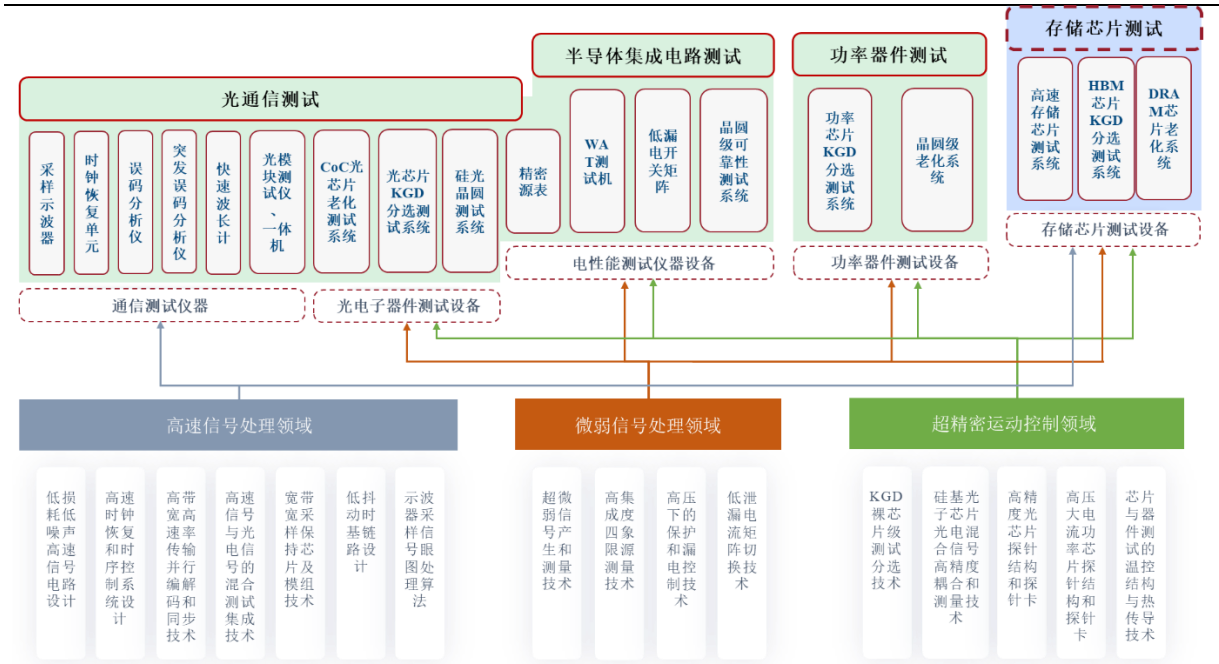 光通信测试
半导体集成电路测试
功率器件测试
存储芯片测试
采
样
示
波
器
时
钟
恢
复
单
元
误
码
分
析
仪
突
发
误
码
分
析
仪
快
速
波
长
计
光模
块测
试仪
、
一体
机
CoC光
芯片
老化
测试
系统
光芯片
KGD
分选测
试系统
硅光
晶圆
测试
系统
精密
源表
WA
T测
试机
低漏
电开
关矩
阵
晶圆
级可
靠性
测试
系统
功率
芯片
KGD
分选
测试
系统
晶圆级
老化系
统
高速
存储
芯片
测试
系统
HBM
芯片
KGD
分选
测试
系统
DRA
M芯
片老
化系
统
通信测试仪器
光电子器件测试设备
电性能测试仪器设备
功率器件测试设备
存储芯片测试设备
高速信号处理领域
微弱信号处理领域
超精密运动控制领域
低损
耗低
噪声
高速
信号
电路
设计
高速
时钟
恢复
和时
序控
制系
统设
计
高带
宽高
速率
传输
并行
编解
码和
同步
技术
高速
信号
与光
电信
号的
混合
测试
集成
技术
宽带
宽采
样保
持芯
片及
模组
技术
低抖
动时
基链
路设
计
示波
器采
样信
号眼
图处
理算
法
超微
弱信
号产
生和
测量
技术
高集
成度
四象
限源
测量
技术
高压
下的
保护
和漏
电控
制技
术
低泄
漏电
流矩
阵切
换技
术
KGD
裸芯
片级
测试
分选
技术
硅基光
子芯片
光电混
合信号
高精度
耦合和
测量技
术
高精
度光
芯片
探针
结构
和探
针卡
高压
大电
流功
率芯
片探
针结
构和
探针
卡
芯片
与器
件测
试的
温控
结构
与热
传导
技术